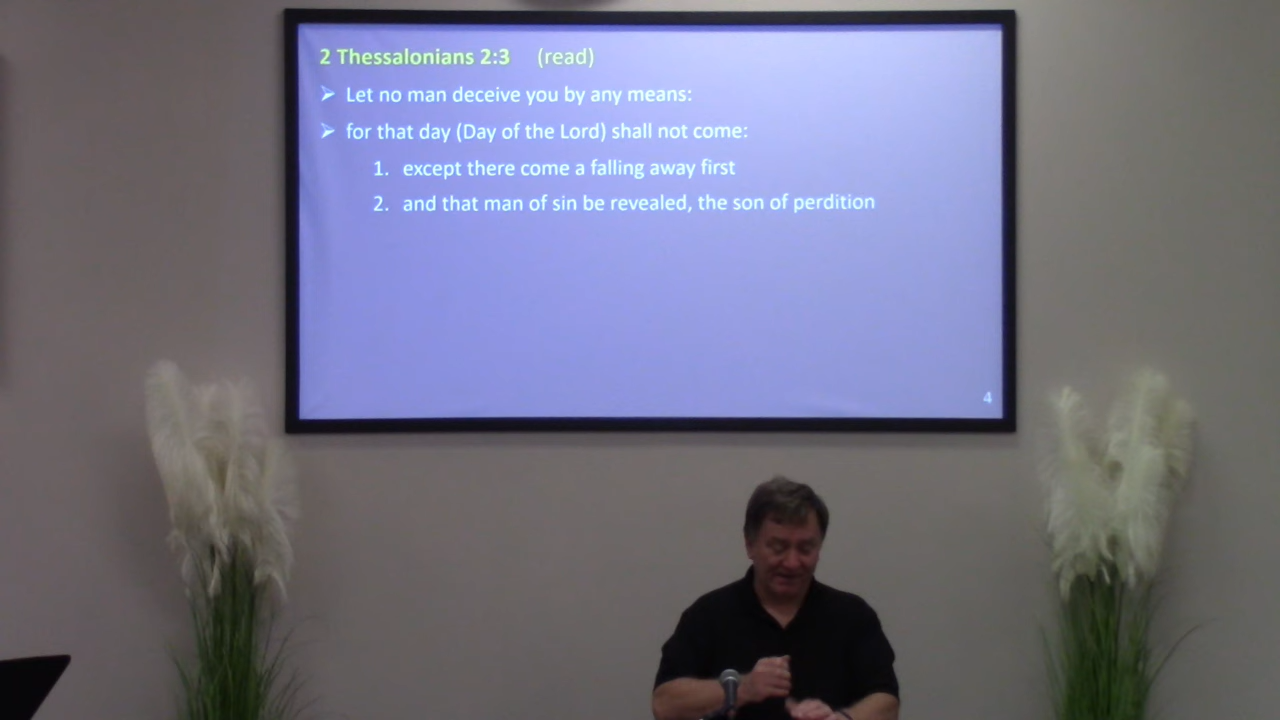 2 Thessalonians 2:3 (read)
➢ Let no man deceive you by any means:
➢ for that day (Day of the Lord) shall not come:
1. except there come a falling away first
2. and that man of sin be revealed, the son of perdition
4